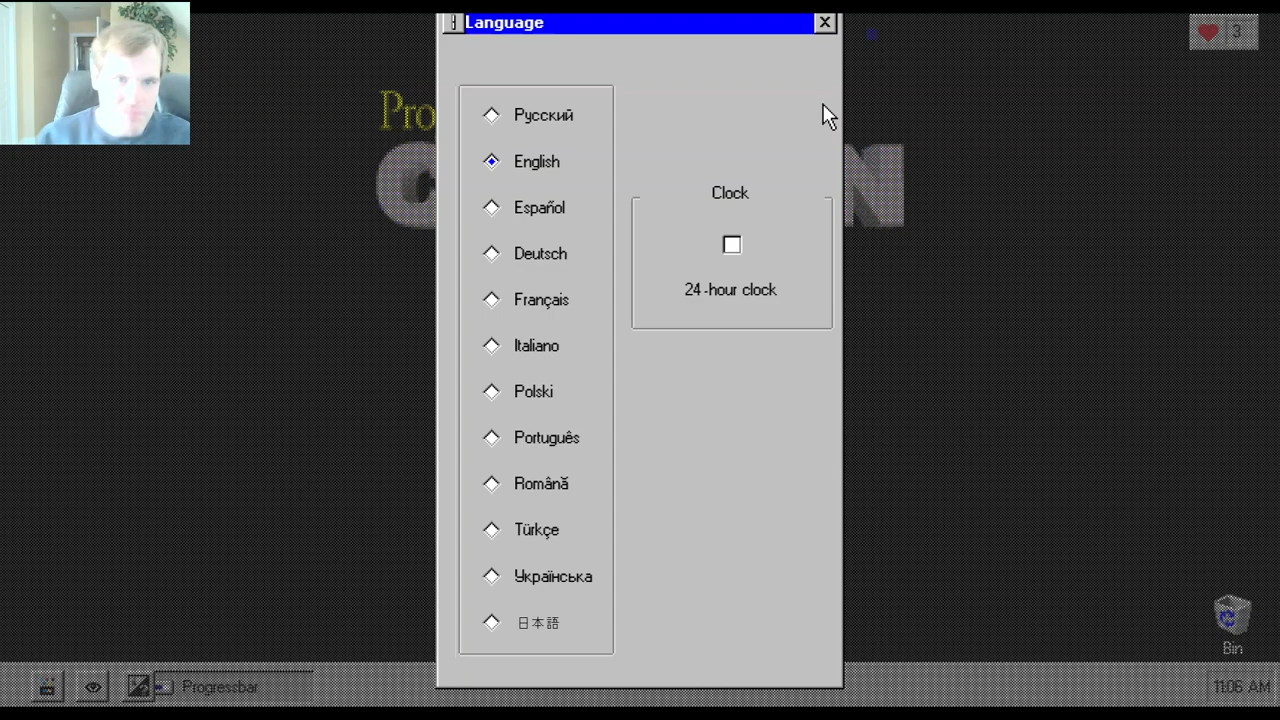 Language
3
Pro
Русский
English
Español
Deutsch
Français
Italiano
Polski
Português
Română
Türkçe
Українська
日本語
Clock
24-hour clock
Bin
Progressbar
11:06 AM